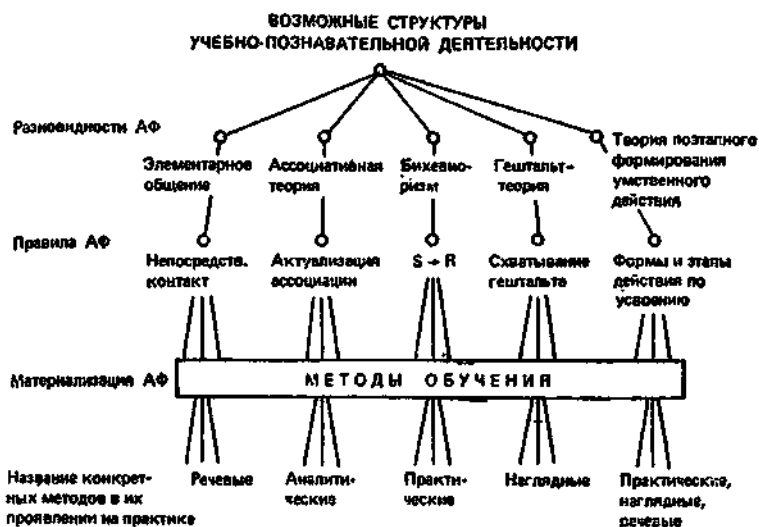 ВОЗМОЖНЫЕ СТРУКТУРЫ
УЧЕБНО-ПОЗНАВАТЕЛЬНОЙ ДЕЯТЕЛЬНОСТИ
Разновидности АФ
Элементарное
общение
Ассоциативная
теория
Бихевио-
ризм
Гештальт-
теория
Теория поэтапного
формирования
умственного
действия
Правила АФ
Непосредств.
контакт
Актуализация
ассоциации
S → R
Схватывание
гештальта
Формы и этапы
действия по
усвоению
Материализация АФ
МЕТОДЫ ОБУЧЕНИЯ
Название конкрет-
ных методов в их
проявлении на практике
Речевые
Аналити-
ческие
Практи-
ческие
Наглядные
Практические,
наглядные,
речевые